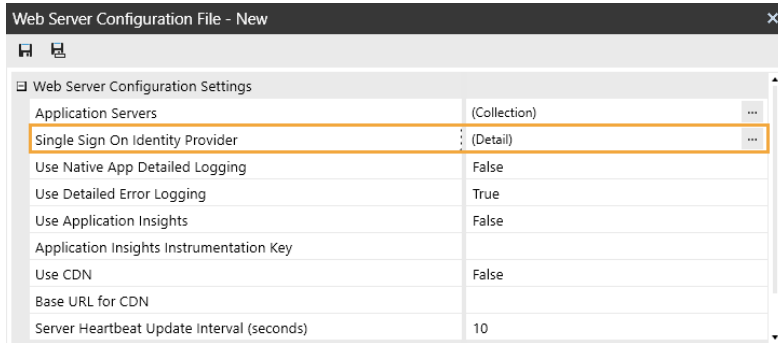 Web Server Configuration File - New
Web Server Configuration Settings
Application Servers (Collection) ...
Single Sign On Identity Provider (Detail) ...
Use Native App Detailed Logging False
Use Detailed Error Logging True
Use Application Insights False
Application Insights Instrumentation Key
Use CDN False
Base URL for CDN
Server Heartbeat Update Interval (seconds) 10